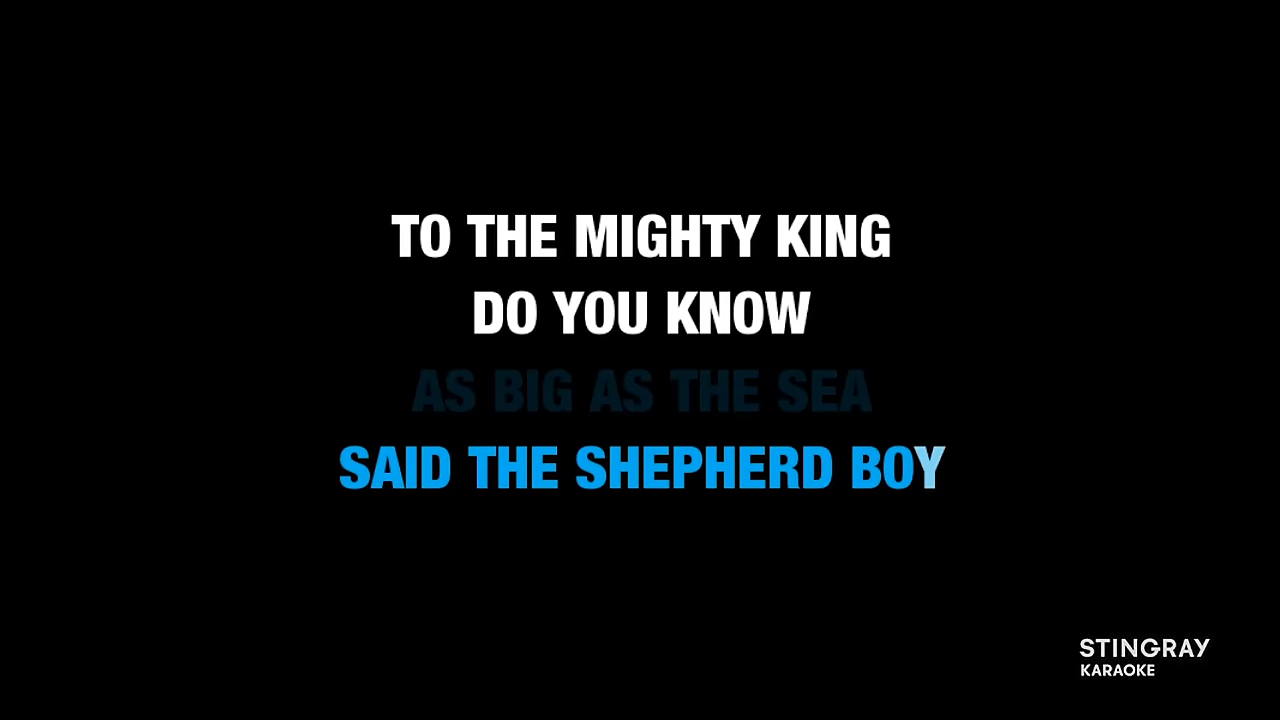 TO THE MIGHTY KING
DO YOU KNOW
AS BIG AS THE SEA
SAID THE SHEPHERD BOY
STINGRAY
KARAOKE